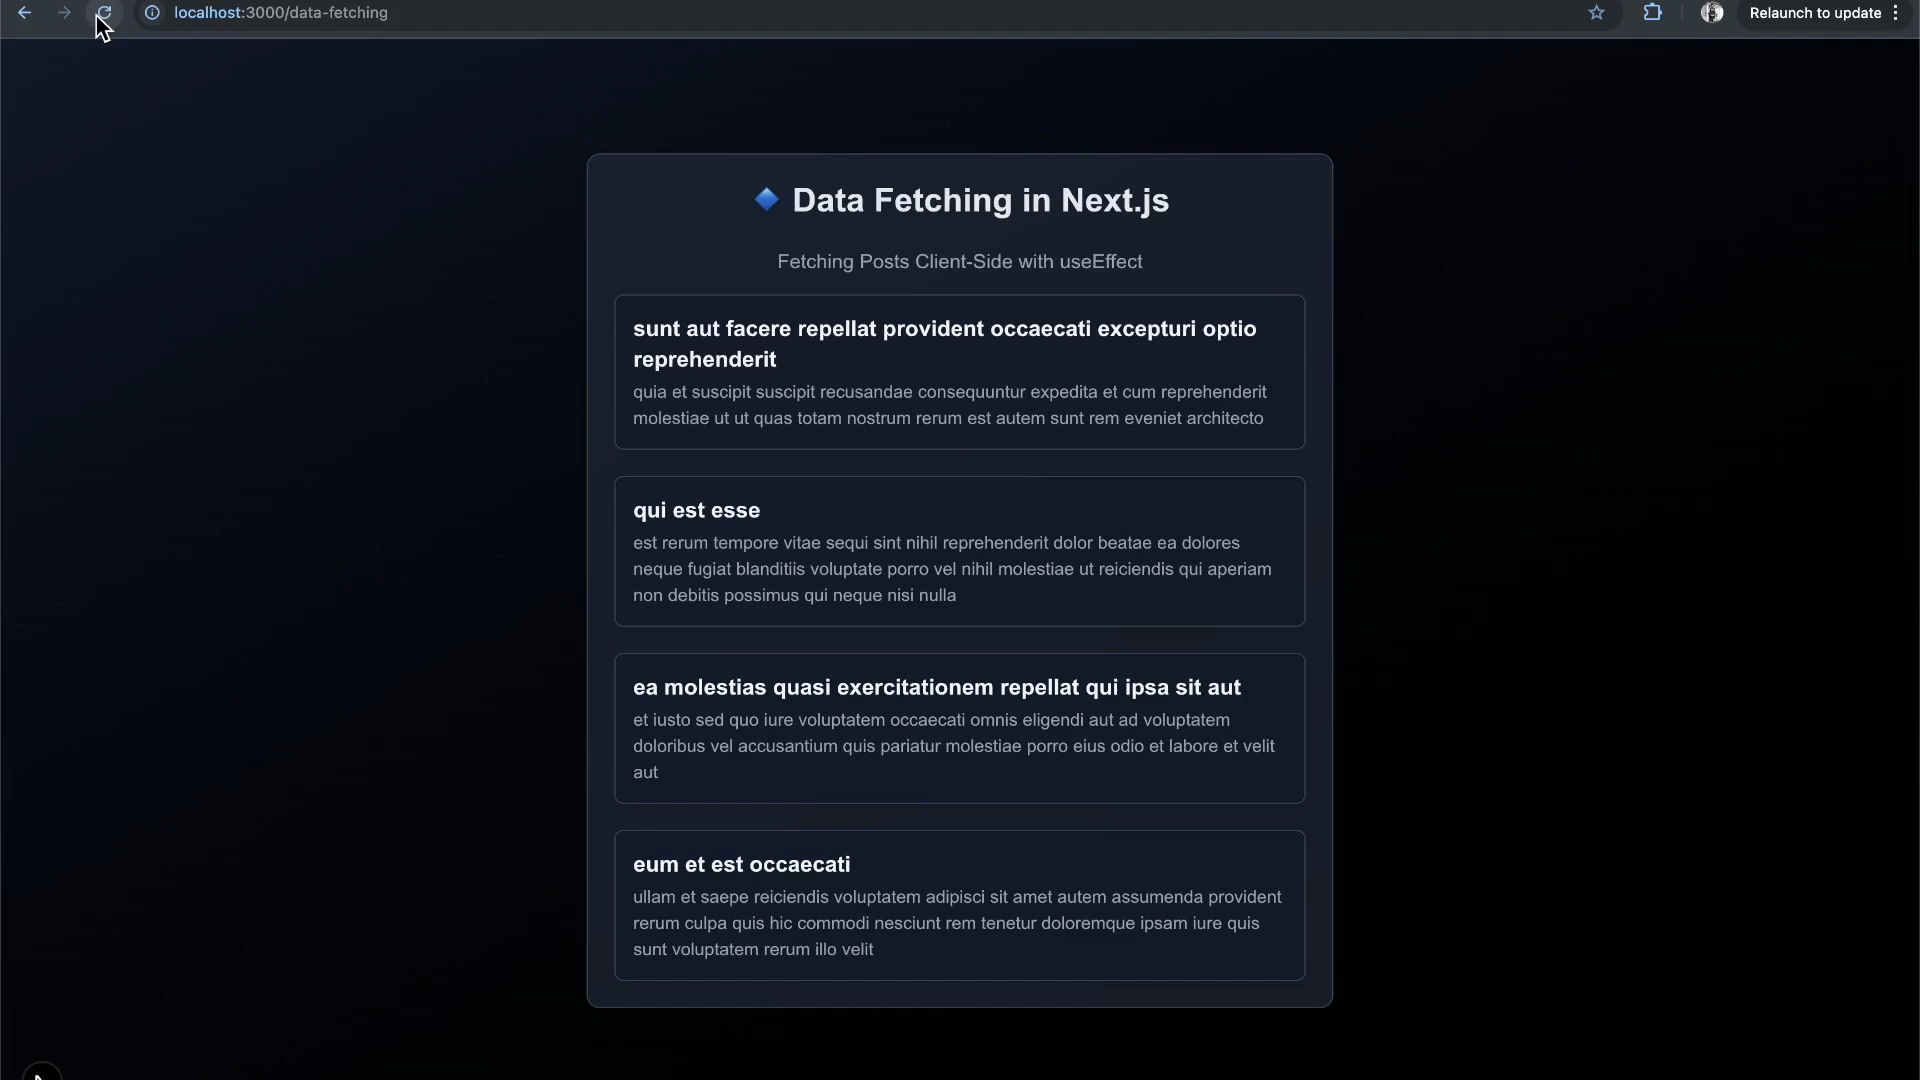 localhost:3000/data-fetching
Relaunch to update
Data Fetching in Next.js
Fetching Posts Client-Side with useEffect
sunt aut facere repellat provident occaecati excepturi optio
reprehenderit
quia et suscipit suscipit recusandae consequuntur expedita et cum reprehenderit
molestiae ut ut quas totam nostrum rerum est autem sunt rem eveniet architecto
qui est esse
est rerum tempore vitae sequi sint nihil reprehenderit dolor beatae ea dolores
neque fugiat blanditiis voluptate porro vel nihil molestiae ut reiciendis qui aperiam
non debitis possimus qui neque nisi nulla
ea molestias quasi exercitationem repellat qui ipsa sit aut
et iusto sed quo iure voluptatem occaecati omnis eligendi aut ad voluptatem
doloribus vel accusantium quis pariatur molestiae porro eius odio et labore et velit
aut
eum et est occaecati
ullam et saepe reiciendis voluptatem adipisci sit amet autem assumenda provident
rerum culpa quis hic commodi nesciunt rem tenetur doloremque ipsam iure quis
sunt voluptatem rerum illo velit